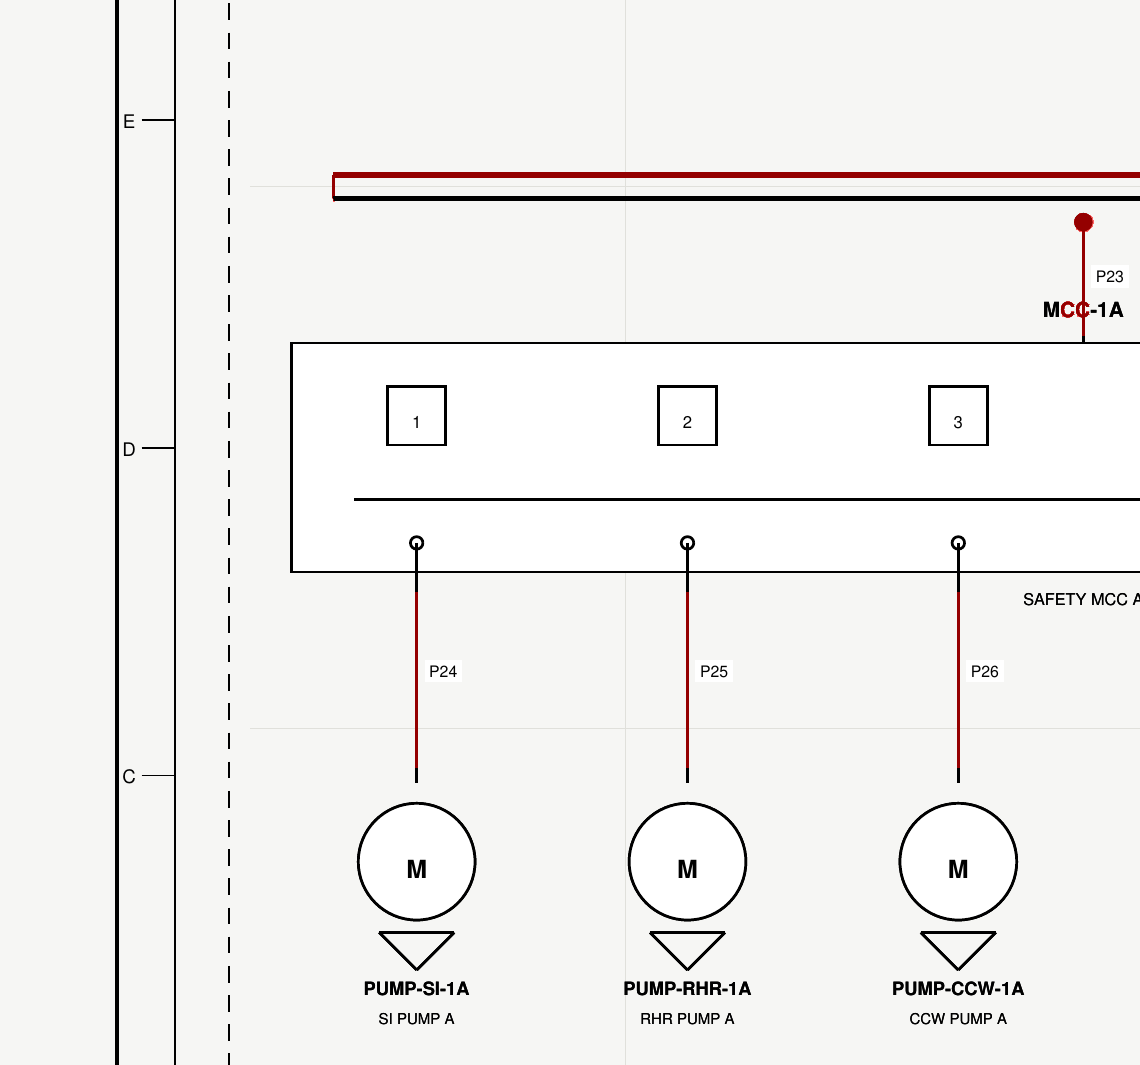 E
P23
MCC-1A
1
2
3
D
SAFETY MCC A
P24
P25
P26
C
M
M
M
PUMP-SI-1A
PUMP-RHR-1A
PUMP-CCW-1A
SI PUMP A
RHR PUMP A
CCW PUMP A